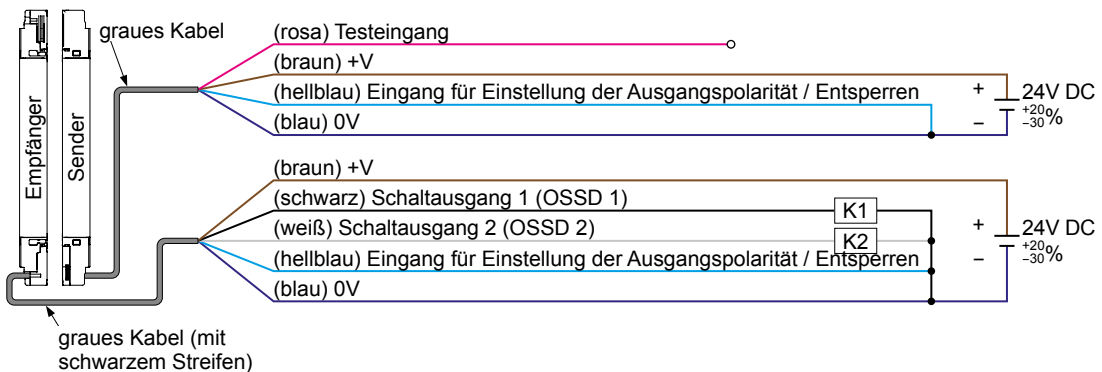 graues Kabel
Empfänger
Sender
(rosa) Testeingang
(braun) +V
(hellblau) Eingang für Einstellung der Ausgangspolarität / Entsperren
(blau) 0V
+
−
24V DC
+20
−30 %
(braun) +V
(schwarz) Schaltausgang 1 (OSSD 1)
K1
(weiß) Schaltausgang 2 (OSSD 2)
K2
(hellblau) Eingang für Einstellung der Ausgangspolarität / Entsperren
(blau) 0V
+
−
24V DC
+20
−30 %
graues Kabel (mit
schwarzem Streifen)